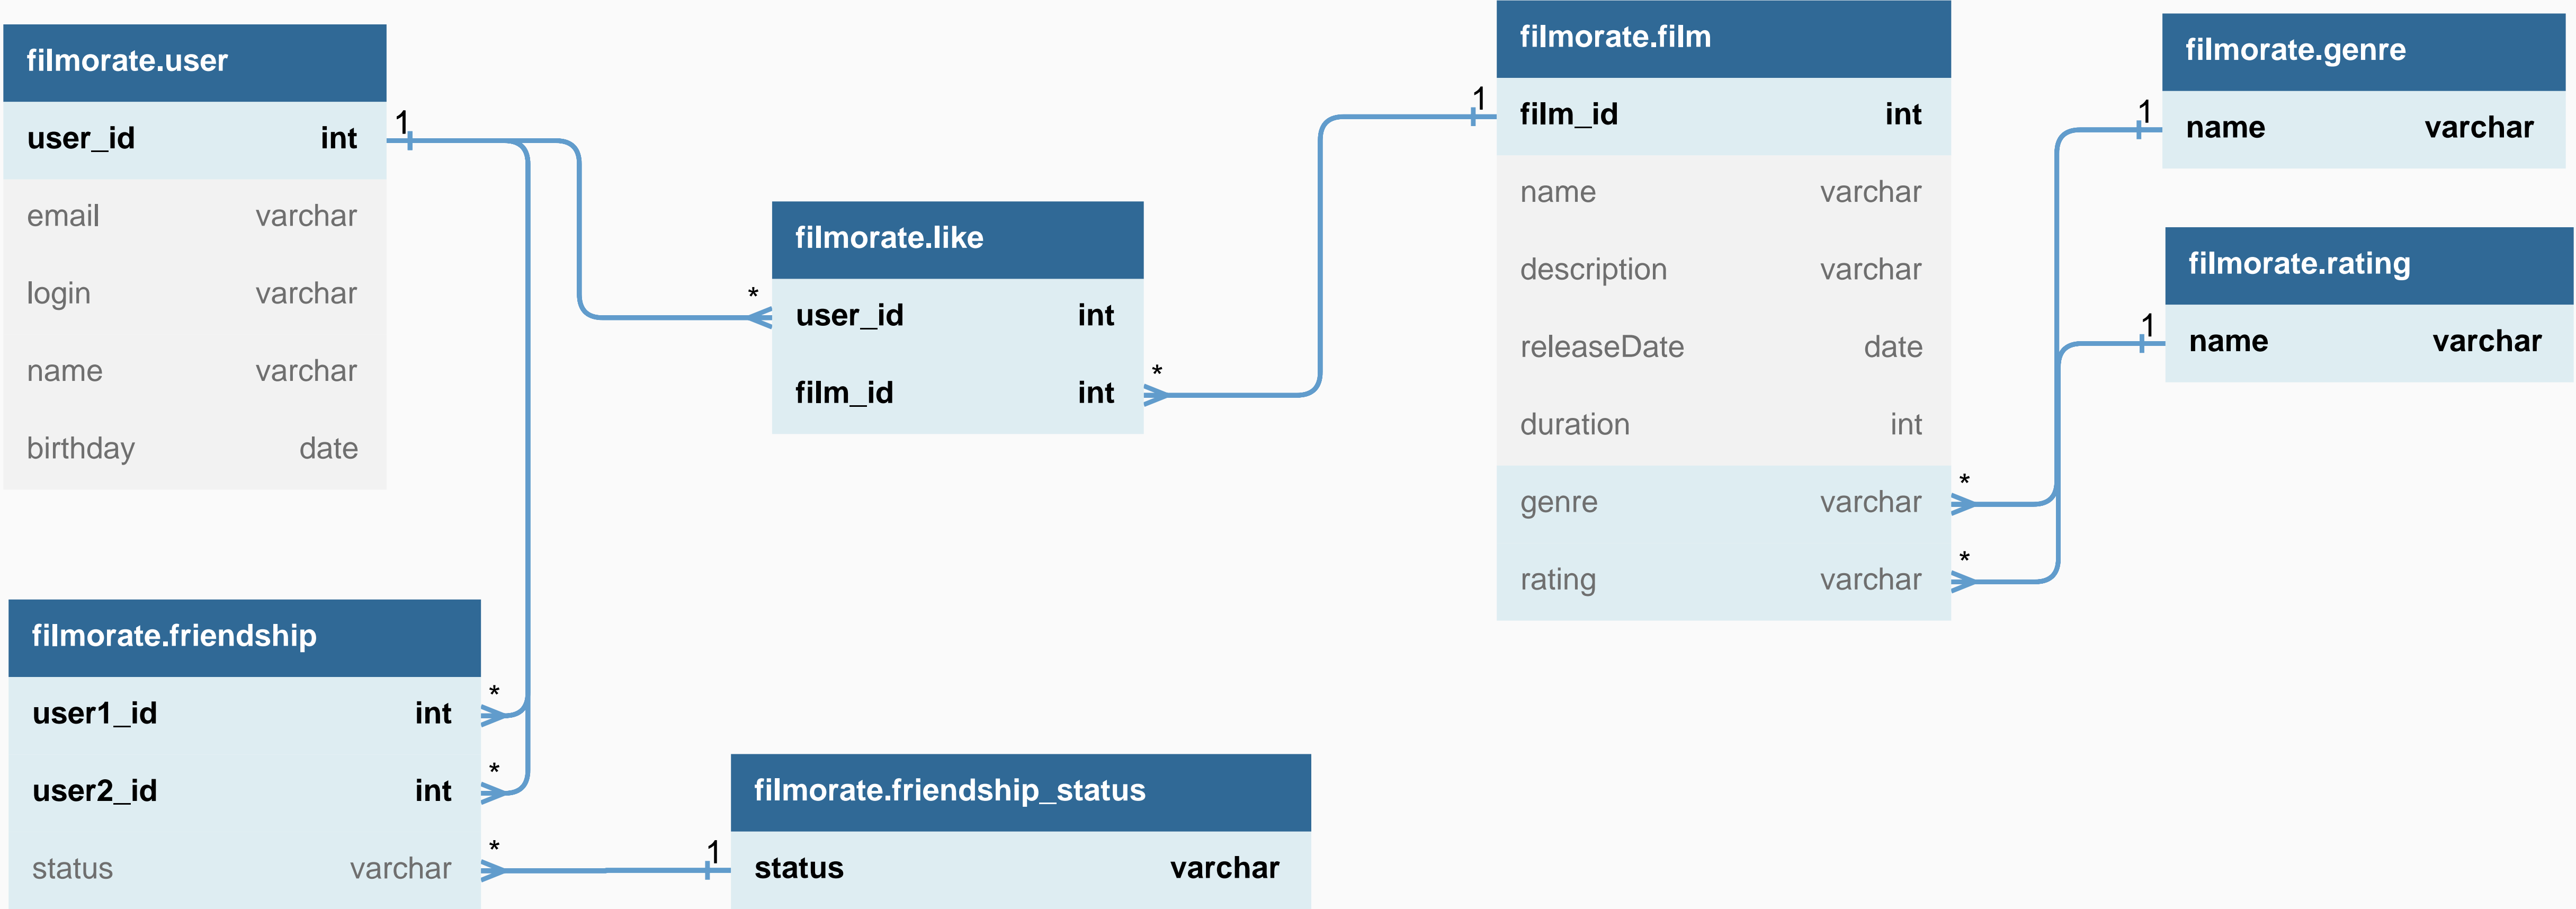 filmorate.user
user_id int
email varchar
login varchar
name varchar
birthday date
1
filmorate.like
* user_id int
film_id int *
filmorate.film
1 film_id int
name varchar
description varchar
releaseDate date
duration int
genre varchar *
rating varchar *
filmorate.genre
1 name varchar
filmorate.rating
1 name varchar
filmorate.friendship
user1_id int *
user2_id int *
status varchar *
filmorate.friendship_status
1 status varchar